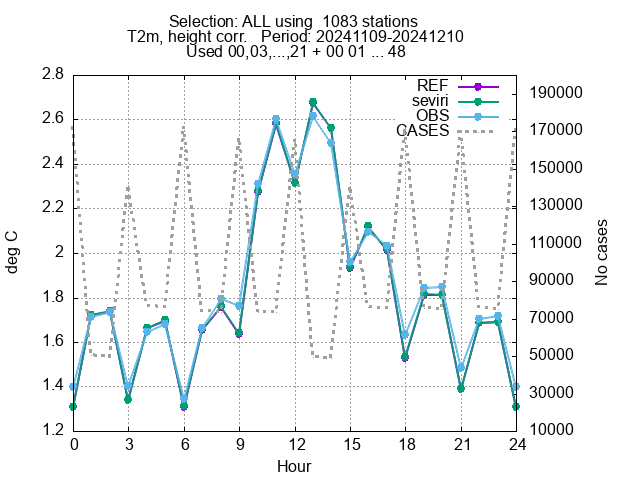 Selection: ALL using  1083 stations
T2m, height corr.   Period: 20241109-20241210
Used 00,03,...,21 + 00 01 ... 48
REF
seviri
OBS
CASES
2.8
2.6
2.4
2.2
2
1.8
1.6
1.4
1.2
deg C
190000
170000
150000
130000
110000
90000
70000
50000
30000
10000
No cases
0 3 6 9 12 15 18 21 24
Hour